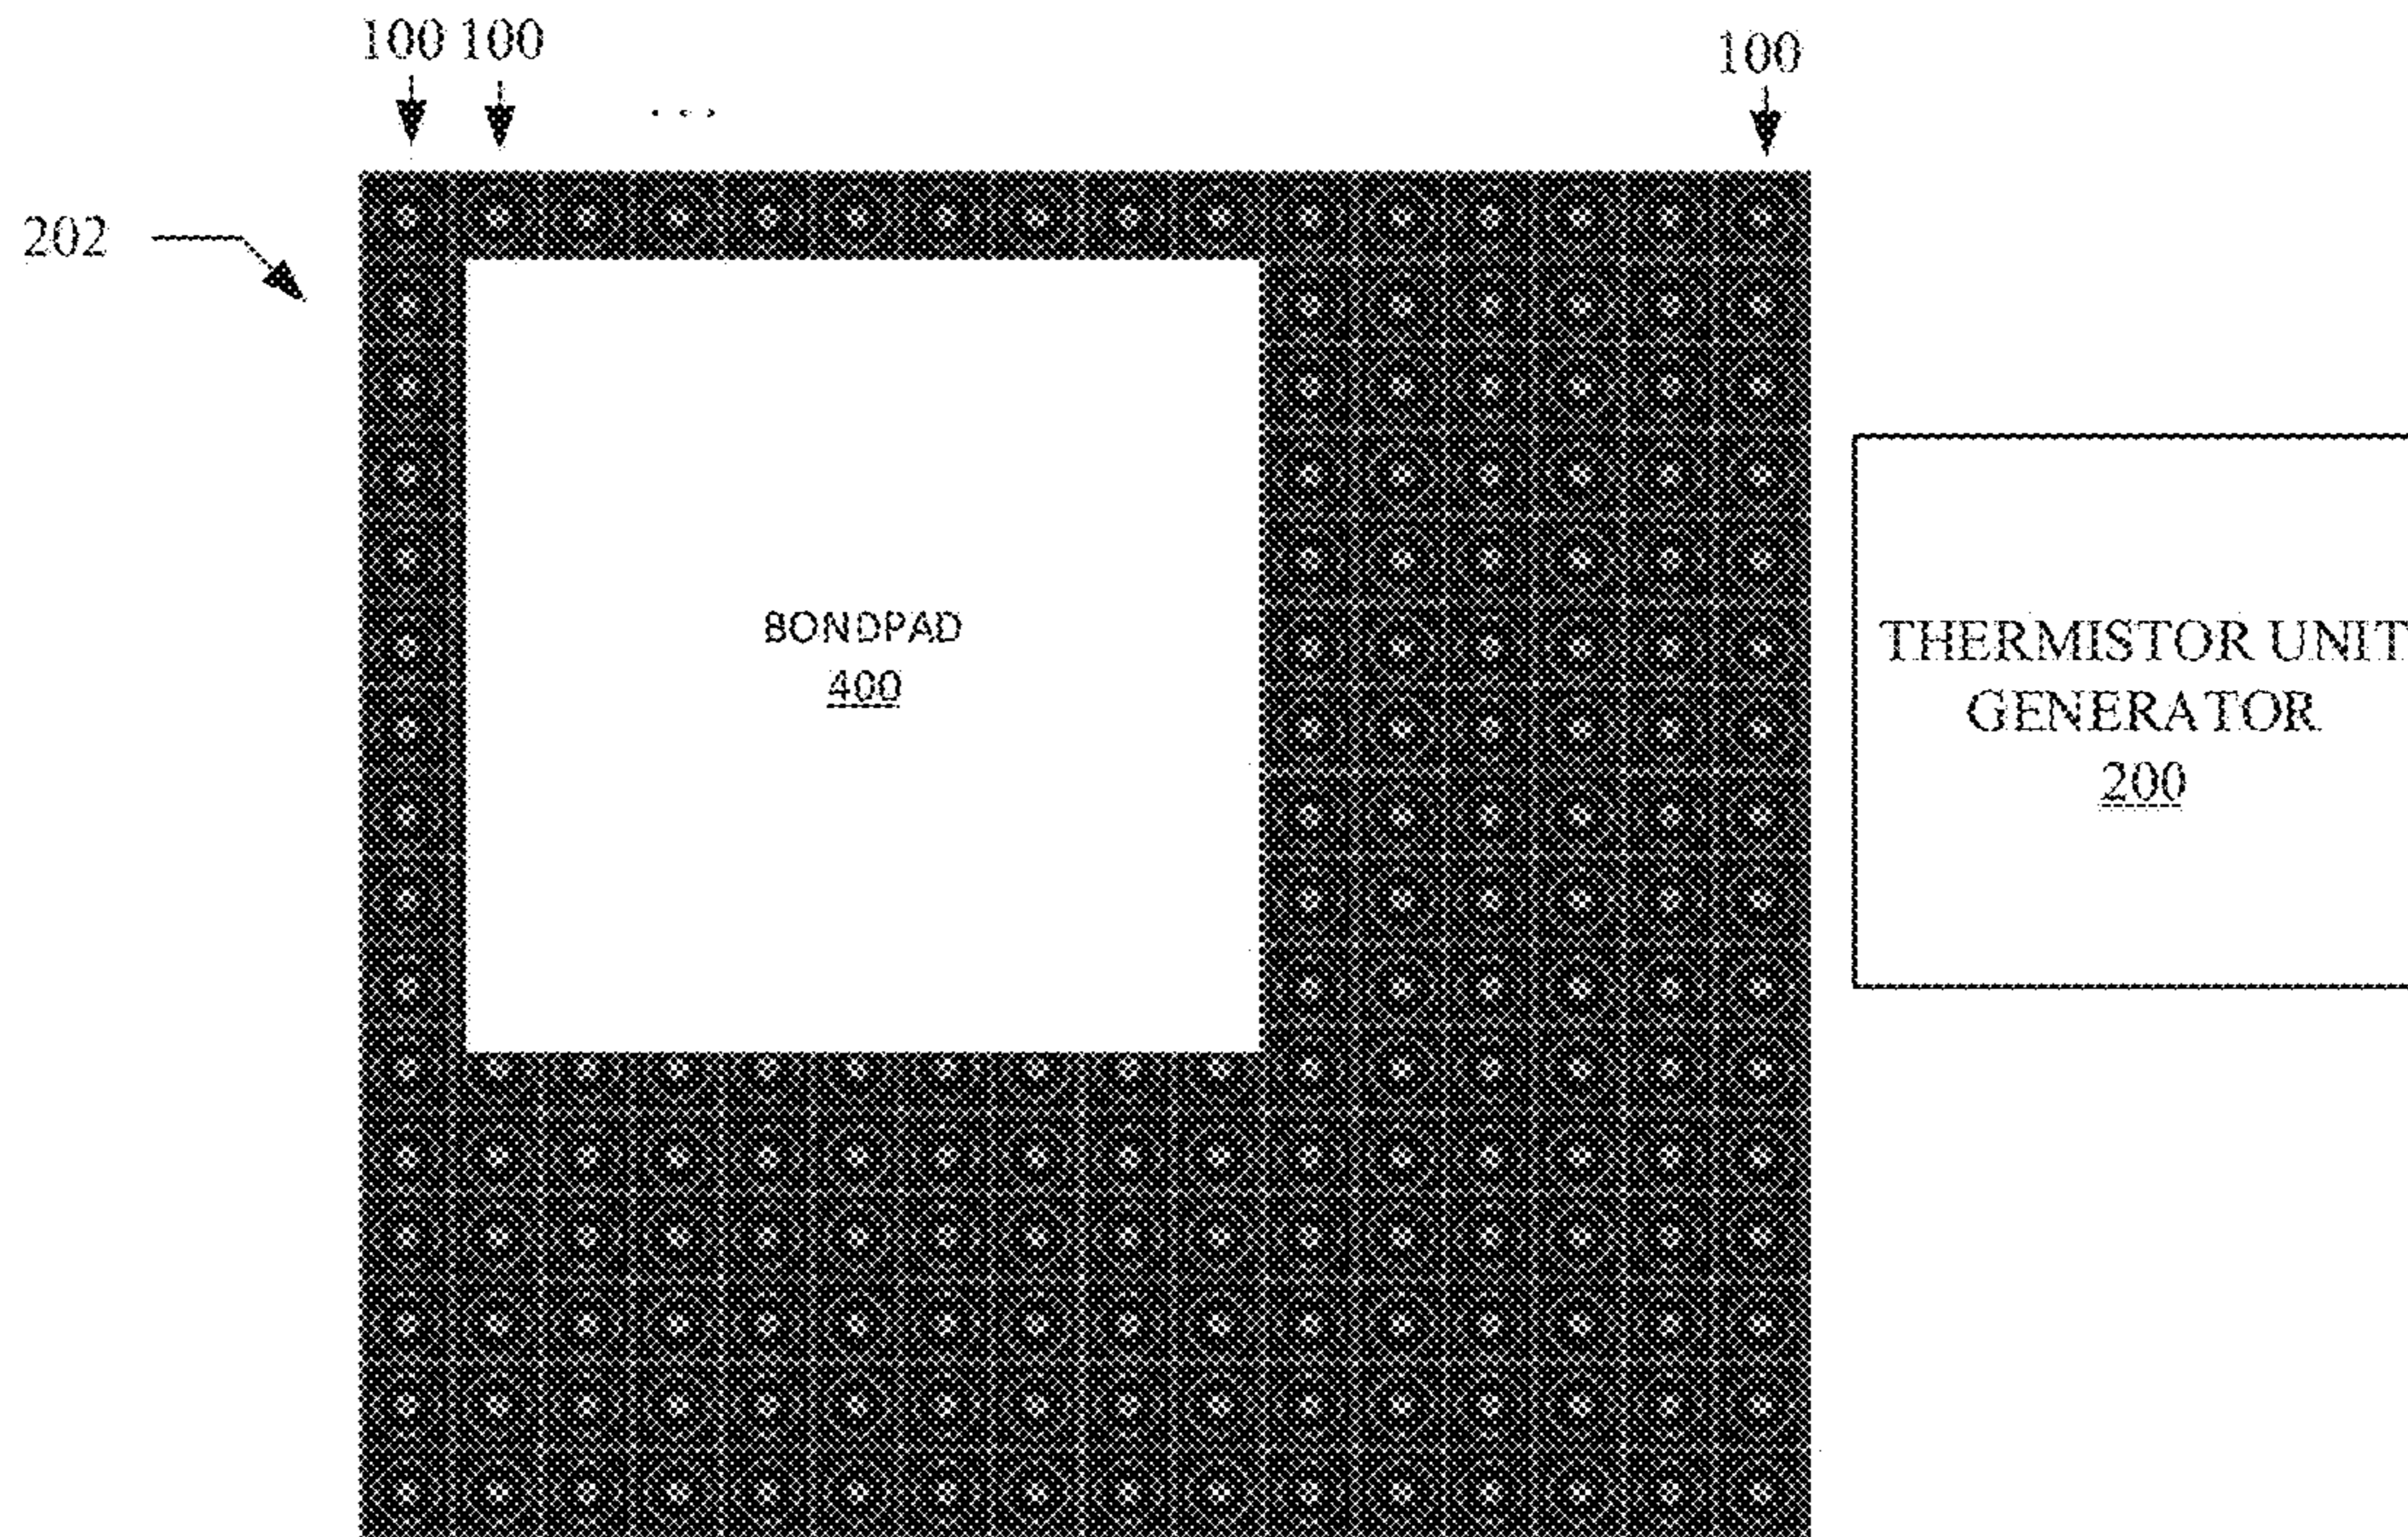 100 100 100
...
202
BONDPAD
400
THERMISTOR UNIT
GENERATOR
200